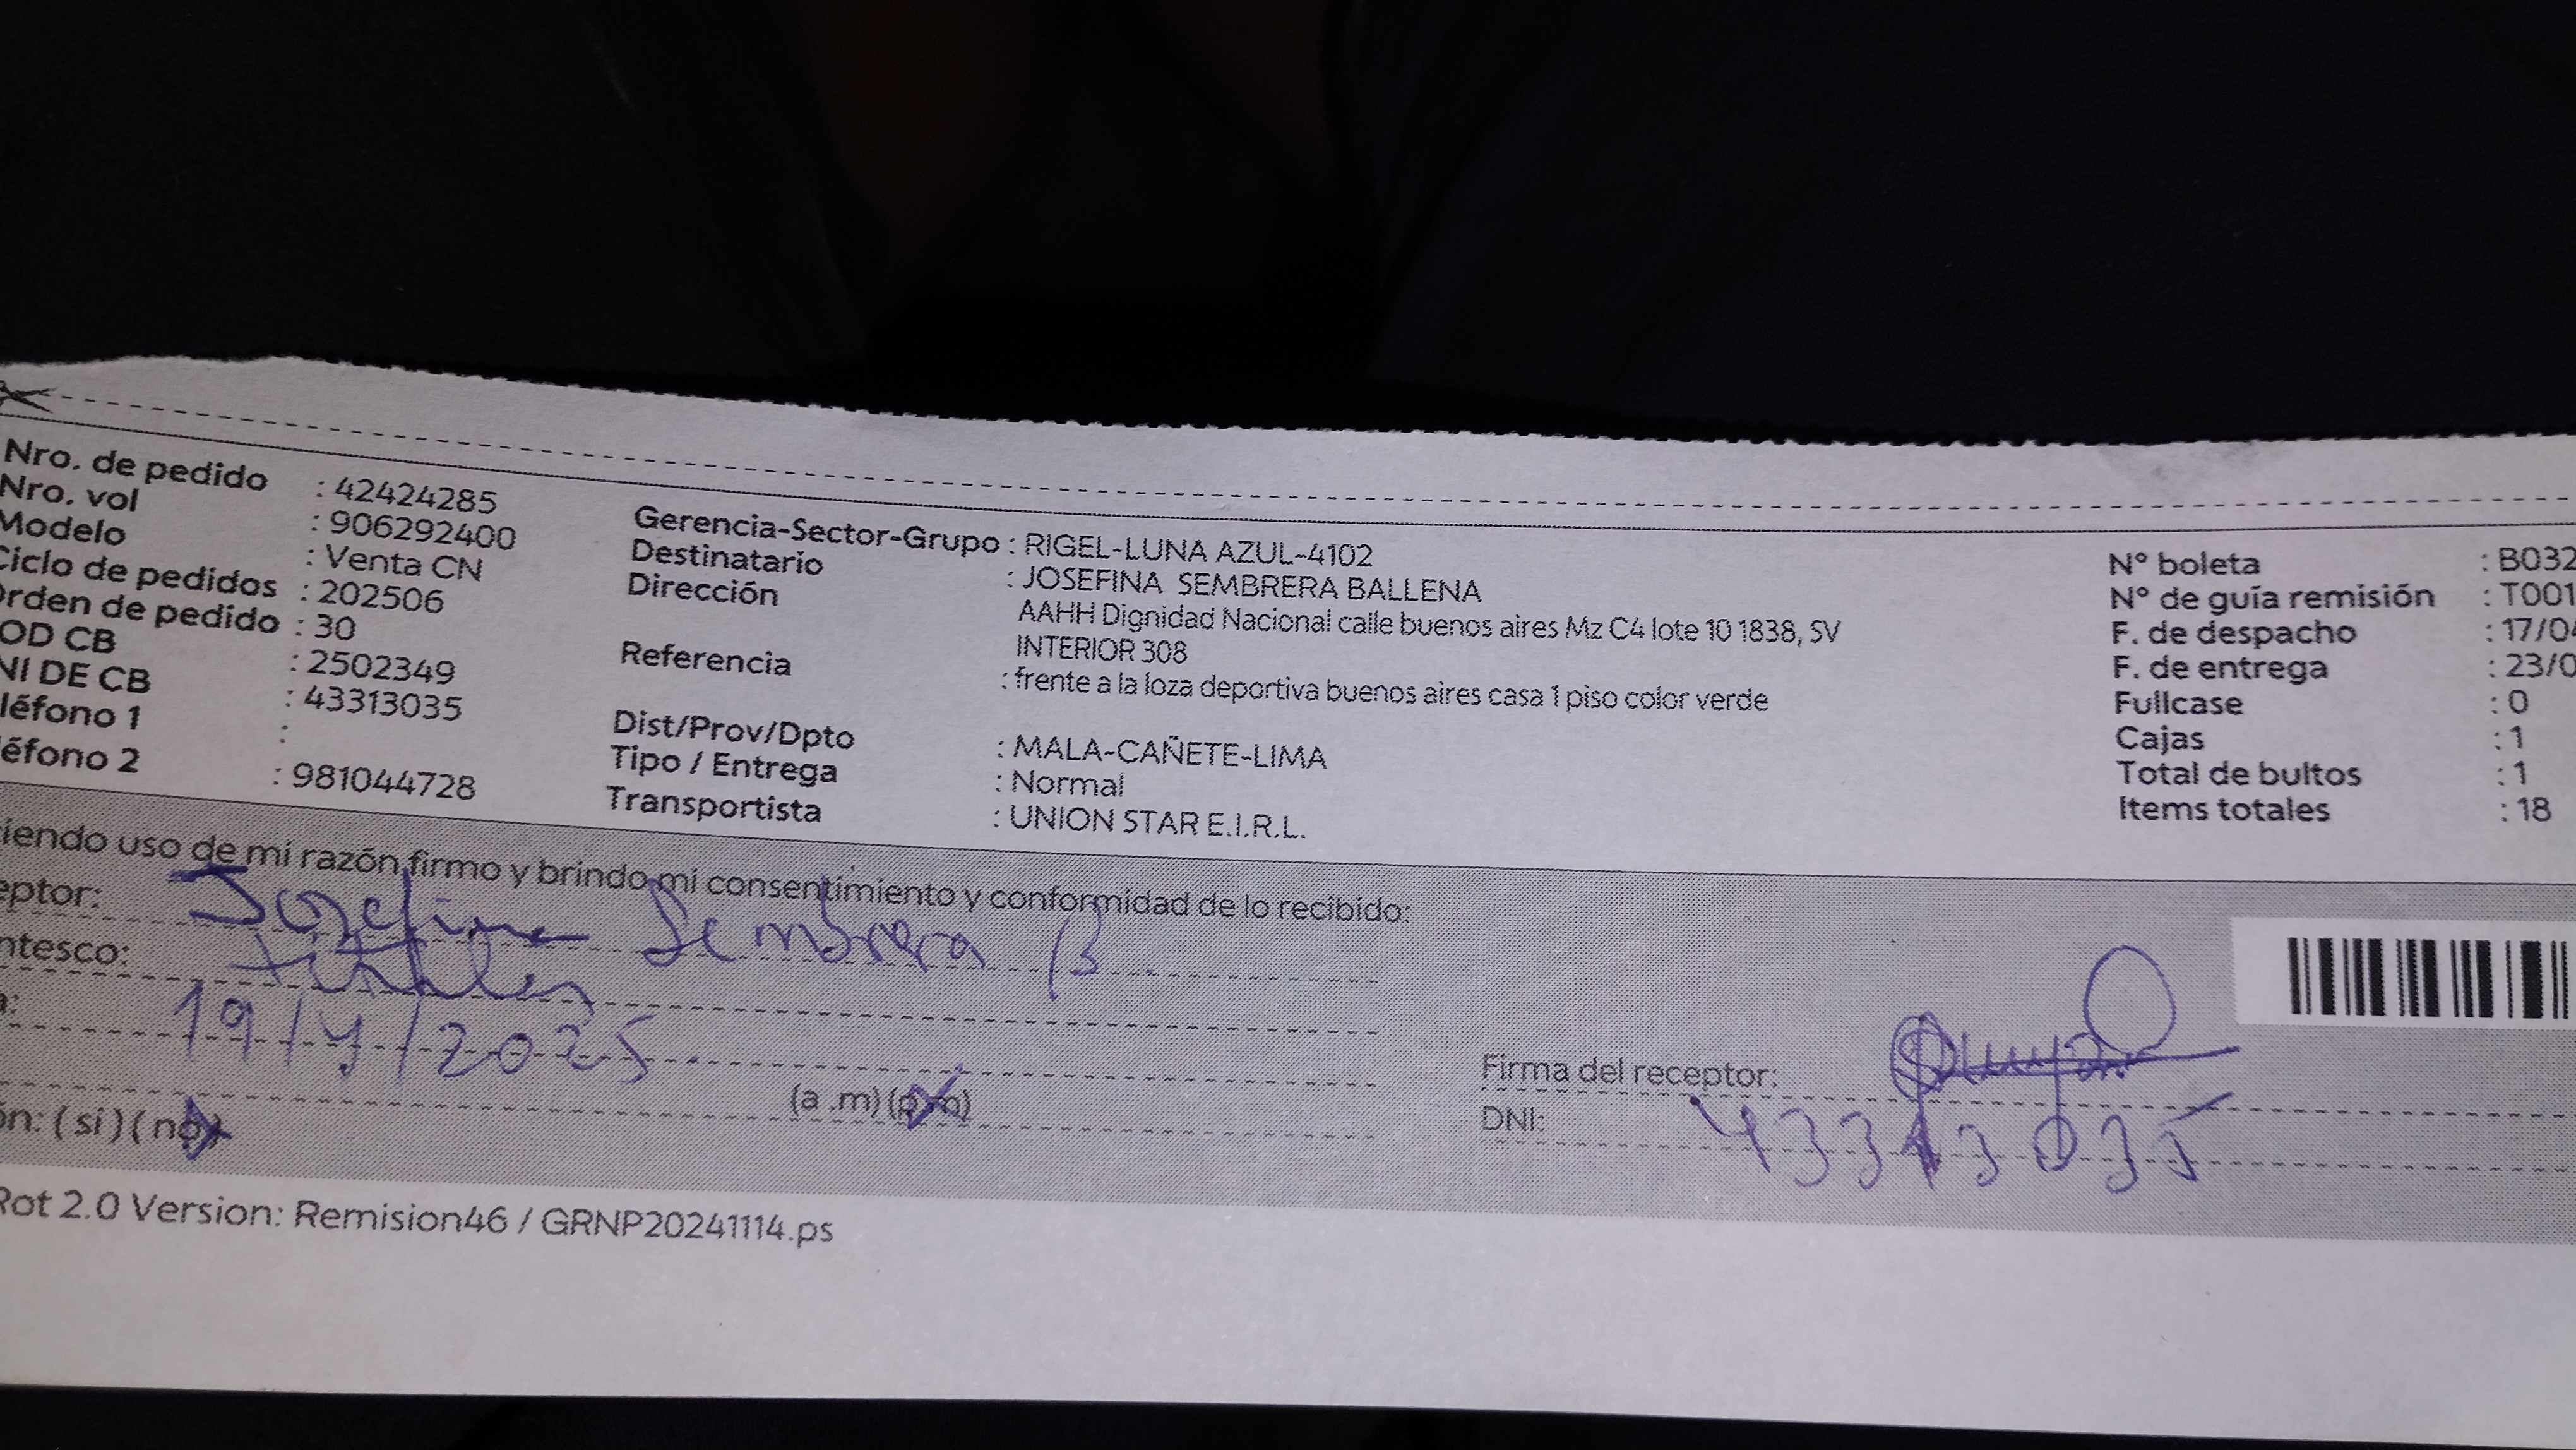 Nro. de pedido : 42424285
Nro. vol : 906292400
Modelo : Venta CN
Ciclo de pedidos : 202506
Orden de pedido : 30
OD CB : 2502349
NI DE CB : 43313035
léfono 1 :
éfono 2 : 981044728
Gerencia-Sector-Grupo : RIGEL-LUNA AZUL-4102
Destinatario : JOSEFINA SEMBRERA BALLENA
Dirección AAHH Dignidad Nacional calle buenos aires Mz C4 lote 10 1838, SV
INTERIOR 308
Referencia : frente a la loza deportiva buenos aires casa 1 piso color verde
Dist/Prov/Dpto : MALA-CAÑETE-LIMA
Tipo / Entrega : Normal
Transportista : UNION STAR E.I.R.L.
N° boleta : B032
N° de guía remisión : T001
F. de despacho : 17/04
F. de entrega : 23/0
Fullcase : 0
Cajas : 1
Total de bultos : 1
Items totales : 18
iendo uso de mi razón firmo y brindo mi consentimiento y conformidad de lo recibido:
eptor: Josefina Sembrera B.
ntesco:
a: 19/4/2025.
(a .m) (p.m)
ón: ( si ) ( no )
Firma del receptor:
DNI: 43313035
Rot 2.0 Version: Remision46 / GRNP20241114.ps